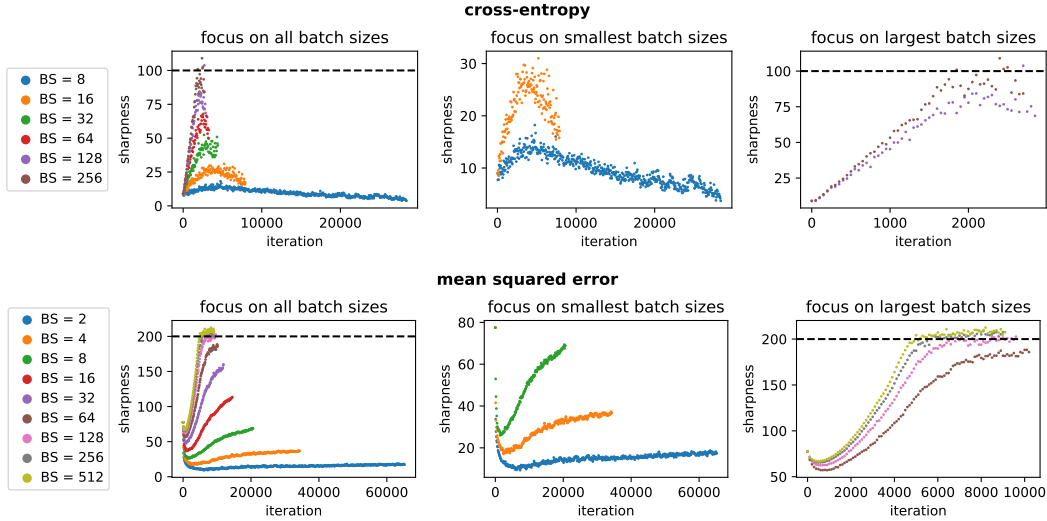 cross-entropy
focus on all batch sizes
focus on smallest batch sizes
focus on largest batch sizes
BS = 8
BS = 16
BS = 32
BS = 64
BS = 128
BS = 256
sharpness
100
75
50
25
0
0
10000
20000
iteration
sharpness
30
20
10
0
10000
20000
iteration
sharpness
100
75
50
25
0
1000
2000
iteration
mean squared error
focus on all batch sizes
focus on smallest batch sizes
focus on largest batch sizes
BS = 2
BS = 4
BS = 8
BS = 16
BS = 32
BS = 64
BS = 128
BS = 256
BS = 512
sharpness
200
150
100
50
0
0
20000
40000
60000
iteration
sharpness
80
60
40
20
0
20000
40000
60000
iteration
sharpness
200
150
100
50
0
2000
4000
6000
8000
10000
iteration